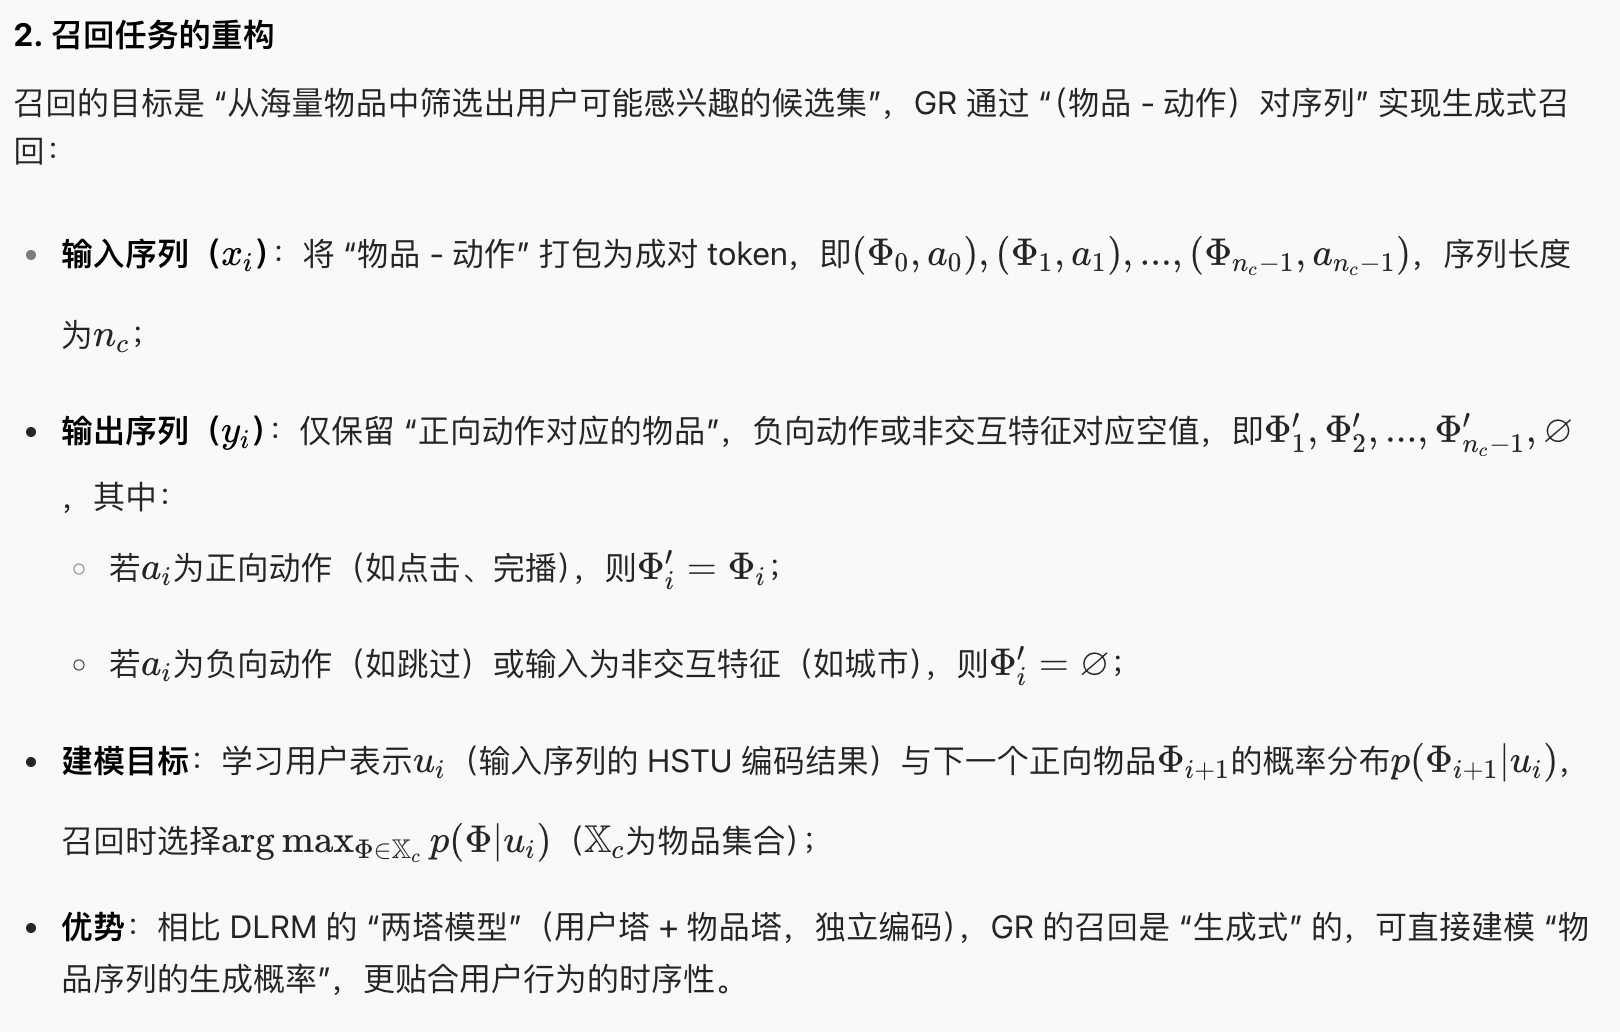 2. 召回任务的重构
召回的目标是 “从海量物品中筛选出用户可能感兴趣的候选集”，GR 通过 “（物品 - 动作）对序列” 实现生成式召
回：
• 输入序列（$x_i$）：将 “物品 - 动作” 打包为成对 token，即$(\Phi_0, a_0), (\Phi_1, a_1), ..., (\Phi_{n_c-1}, a_{n_c-1})$，序列长度
为$n_c$；
• 输出序列（$y_i$）：仅保留 “正向动作对应的物品”，负向动作或非交互特征对应空值，即$\Phi'_1, \Phi'_2, ..., \Phi'_{n_c-1}, \varnothing$
，其中：
◦ 若$a_i$为正向动作（如点击、完播），则$\Phi'_i = \Phi_i$；
◦ 若$a_i$为负向动作（如跳过）或输入为非交互特征（如城市），则$\Phi'_i = \varnothing$；
• 建模目标：学习用户表示$u_i$（输入序列的 HSTU 编码结果）与下一个正向物品$\Phi_{i+1}$的概率分布$p(\Phi_{i+1}|u_i)$，
召回时选择$\arg\max_{\Phi \in \mathbb{X}_c} p(\Phi|u_i)$（$\mathbb{X}_c$为物品集合）；
• 优势：相比 DLRM 的 “两塔模型”（用户塔 + 物品塔，独立编码），GR 的召回是 “生成式” 的，可直接建模 “物
品序列的生成概率”，更贴合用户行为的时序性。